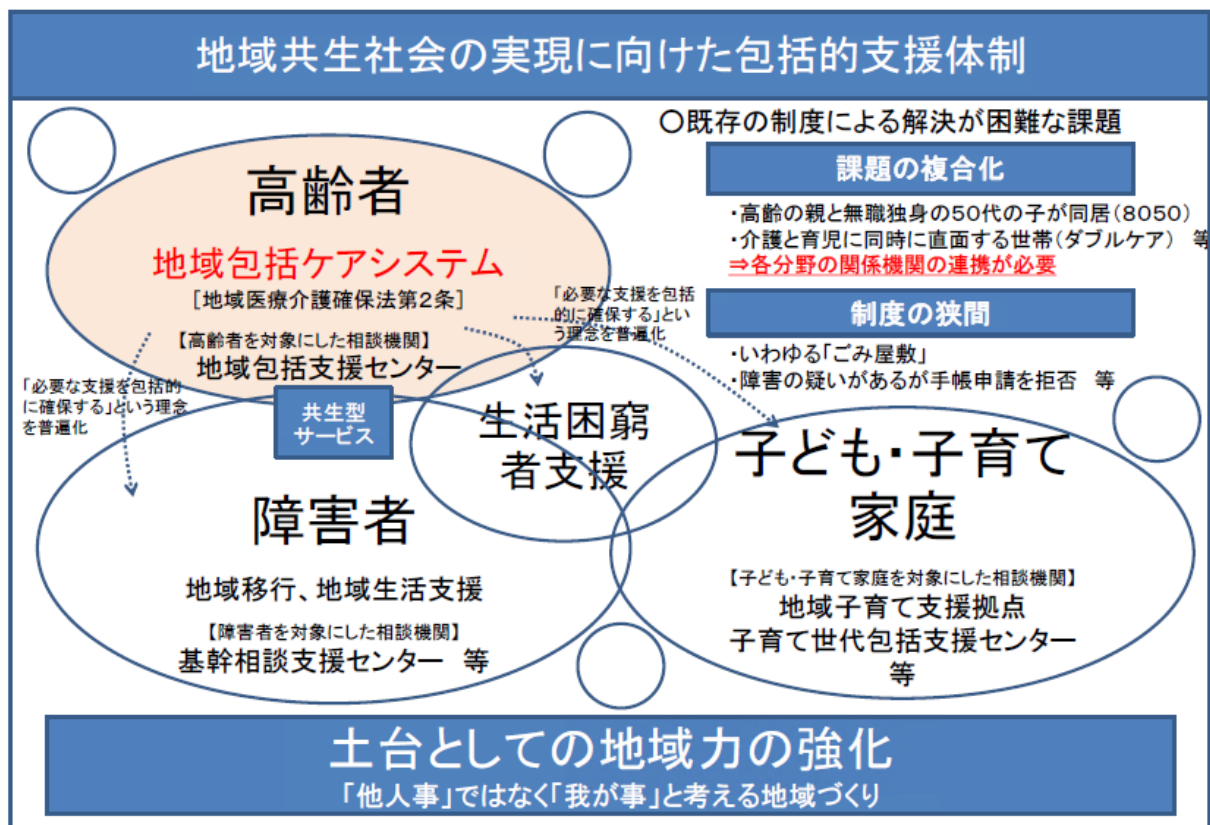 地域共生社会の実現に向けた包括的支援体制
〇既存の制度による解決が困難な課題
課題の複合化
・高齢の親と無職独身の50代の子が同居(8050)
・介護と育児に同時に直面する世帯(ダブルケア)　等
⇒各分野の関係機関の連携が必要
制度の狭間
・いわゆる「ごみ屋敷」
・障害の疑いがあるが手帳申請を拒否　等
高齢者
地域包括ケアシステム
[地域医療介護確保法第2条]
【高齢者を対象にした相談機関】
地域包括支援センター
「必要な支援を包括
的に確保する」とい
う理念を普遍化
「必要な支援を包括的
に確保する」という理念
を普遍化
共生型
サービス
生活困窮
者支援
障害者
地域移行、地域生活支援
【障害者を対象にした相談機関】
基幹相談支援センター　等
子ども・子育て
家庭
【子ども・子育て家庭を対象にした相談機関】
地域子育て支援拠点
子育て世代包括支援センター
等
土台としての地域力の強化
「他人事」ではなく「我が事」と考える地域づくり